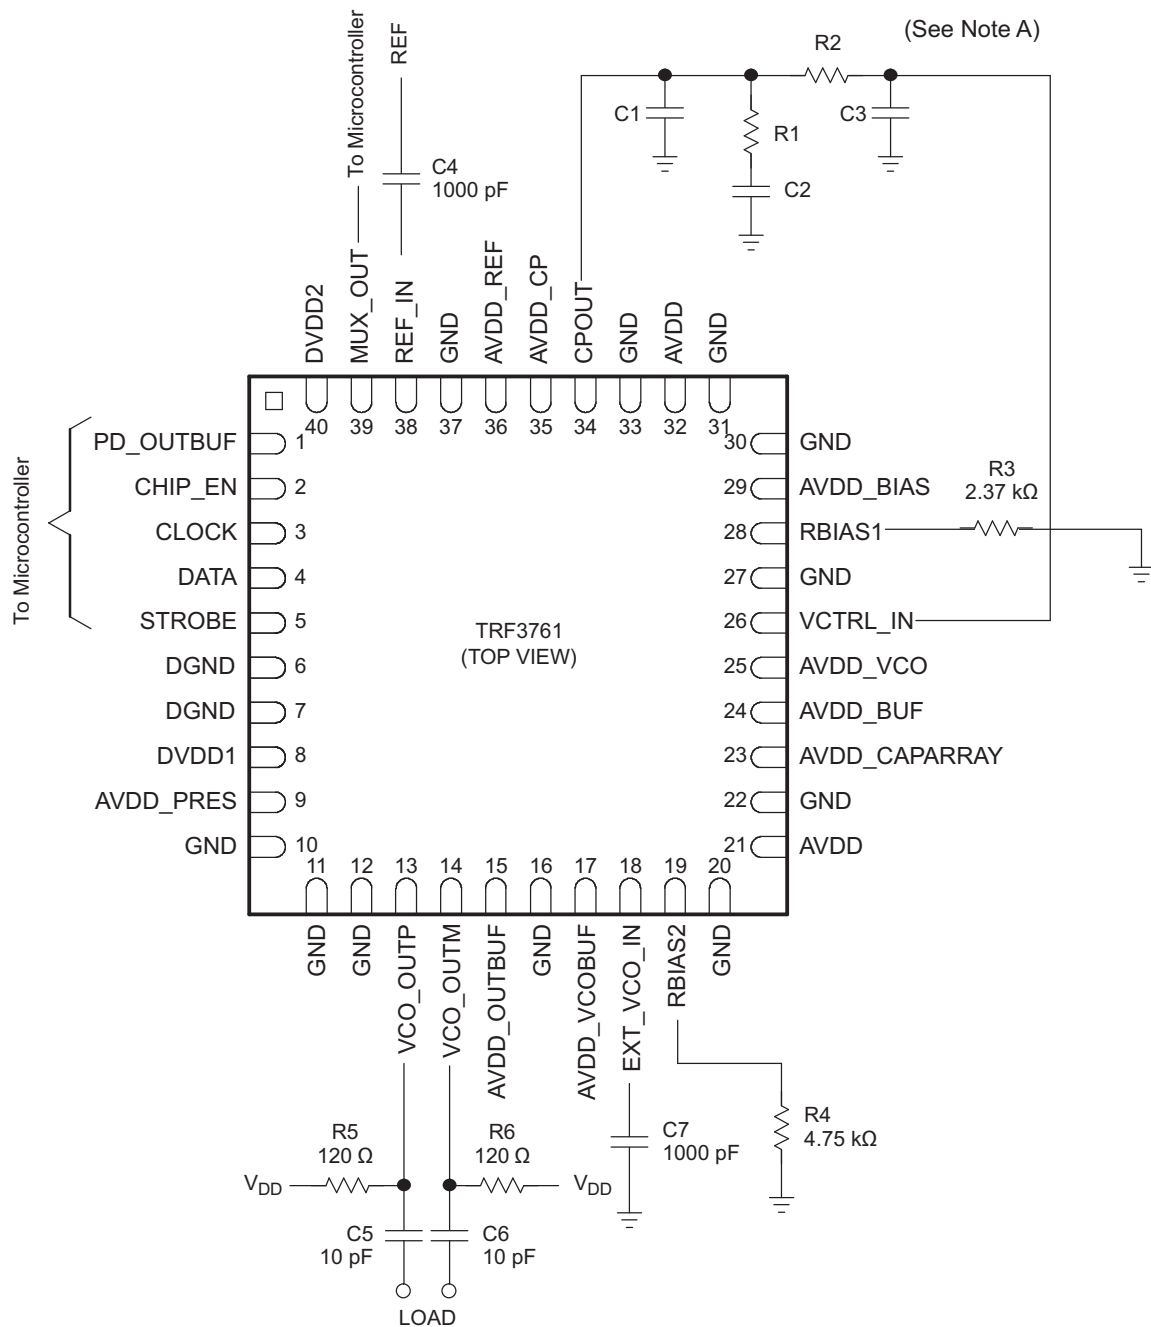 (See Note A)
R2
C1
R1
C3
C2
REF
To Microcontroller
C4
1000 pF
DVDD2
MUX_OUT
REF_IN
GND
AVDD_REF
AVDD_CP
CPOUT
GND
AVDD
GND
40
39
38
37
36
35
34
33
32
31
To Microcontroller
PD_OUTBUF
1
CHIP_EN
2
CLOCK
3
DATA
4
STROBE
5
DGND
6
DGND
7
DVDD1
8
AVDD_PRES
9
GND
10
TRF3761
(TOP VIEW)
30
GND
29
AVDD_BIAS
28
RBIAS1
27
GND
26
VCTRL_IN
25
AVDD_VCO
24
AVDD_BUF
23
AVDD_CAPARRAY
22
GND
21
AVDD
R3
2.37 kΩ
11
12
13
14
15
16
17
18
19
20
GND
GND
VCO_OUTP
VCO_OUTM
AVDD_OUTBUF
GND
AVDD_VCOBUF
EXT_VCO_IN
RBIAS2
GND
R5
120 Ω
R6
120 Ω
C7
1000 pF
R4
4.75 kΩ
VDD
VDD
C5
10 pF
C6
10 pF
LOAD